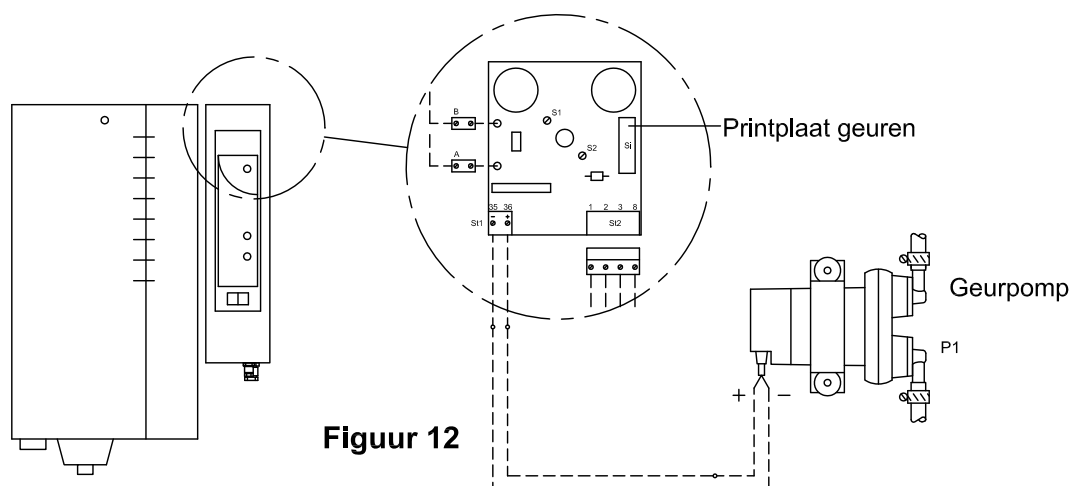 B
S1
Printplaat geuren
A
S2
Si
35 36
1 2 3 8
- +
St1
St2
Geurpomp
P1
+ -
Figuur 12